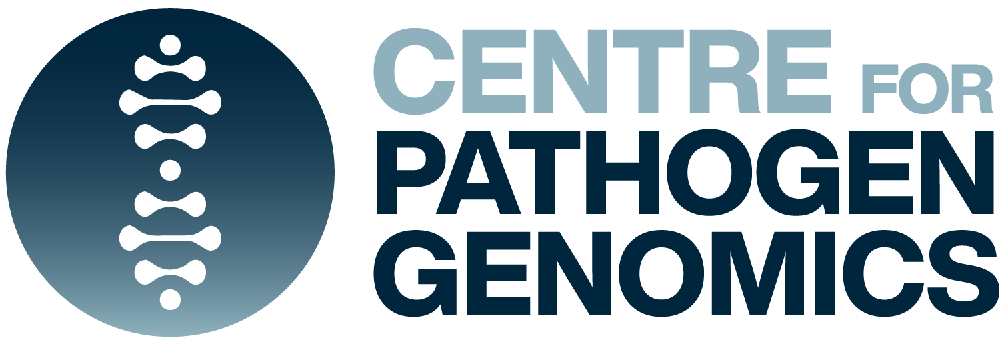 CENTRE FOR
PATHOGEN
GENOMICS